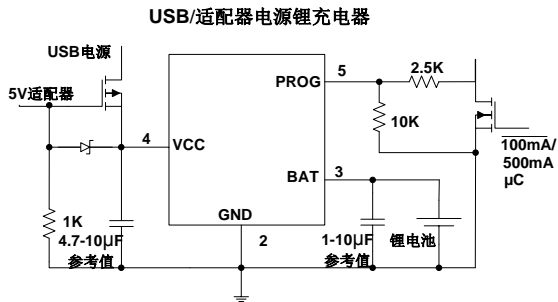 USB/适配器电源锂充电器
USB电源
5V适配器
4
VCC
PROG
5
2.5K
10K
100mA/
500mA
μC
BAT
3
GND
2
1K
4.7-10μF
参考值
1-10μF
参考值
锂电池